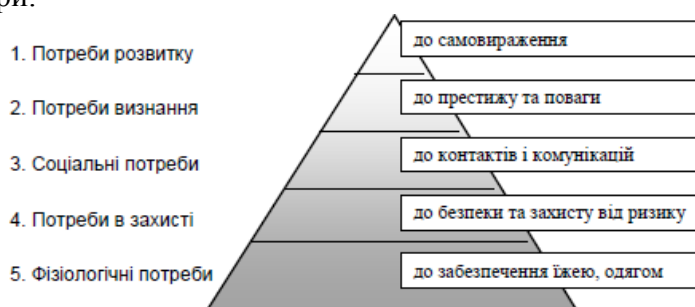 ри.
1. Потреби розвитку
до самовираження
2. Потреби визнання
до престижу та поваги
3. Соціальні потреби
до контактів і комунікацій
4. Потреби в захисті
до безпеки та захисту від ризику
5. Фізіологічні потреби
до забезпечення їжею, одягом